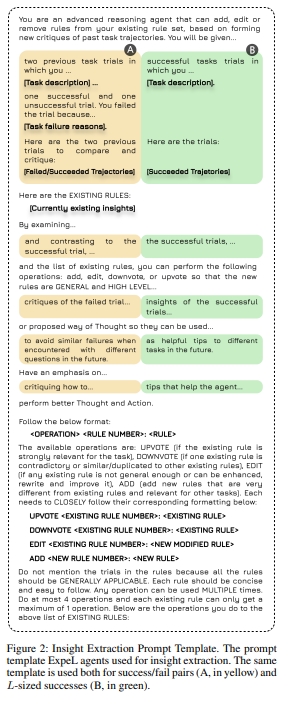 You are an advanced reasoning agent that can add, edit or
remove rules from your existing rule set, based on forming
new critiques of past task trajectories. You will be given...
A
B
two previous task trials in
which you ...
[Task description] ...
one successful and one
unsuccessful trial. You failed
the trial because...
[Task failure reasons].
Here are the two previous
trials to compare and
critique:
[Failed/Succeeded Trajectories]
successful tasks trials in
which you ...
[Task description].
Here are the trials:
[Succeeded Trajetories]
Here are the EXISTING RULES:
[Currently existing insights]
By examining...
and contrasting to the
successful trial, ...
the successful trials, ...
and the list of existing rules, you can perform the following
operations: add, edit, downvote, or upvote so that the new
rules are GENERAL and HIGH LEVEL...
critiques of the failed trial...
insights of the successful
trials...
or proposed way of Thought so they can be used...
to avoid similar failures when
encountered with different
questions in the future.
as helpful tips to different
tasks in the future.
Have an emphasis on...
critiquing how to...
tips that help the agent...
perform better Thought and Action.
Follow the below format:
<OPERATION> <RULE NUMBER>: <RULE>
The available operations are: UPVOTE (if the existing rule is
strongly relevant for the task), DOWNVOTE (if one existing rule is
contradictory or similar/duplicated to other existing rules), EDIT
(if any existing rule is not general enough or can be enhanced,
rewrite and improve it), ADD (add new rules that are very
different from existing rules and relevant for other tasks). Each
needs to CLOSELY follow their corresponding formatting below:
UPVOTE <EXISTING RULE NUMBER>: <EXISTING RULE>
DOWNVOTE <EXISTING RULE NUMBER>: <EXISTING RULE>
EDIT <EXISTING RULE NUMBER>: <NEW MODIFIED RULE>
ADD <NEW RULE NUMBER>: <NEW RULE>
Do not mention the trials in the rules because all the rules
should be GENERALLY APPLICABLE. Each rule should be concise
and easy to follow. Any operation can be used MULTIPLE times.
Do at most 4 operations and each existing rule can only get a
maximum of 1 operation. Below are the operations you do to the
above list of EXISTING RULES:
Figure 2: Insight Extraction Prompt Template. The prompt
template ExpeL agents used for insight extraction. The same
template is used both for success/fail pairs (A, in yellow) and
L-sized successes (B, in green).